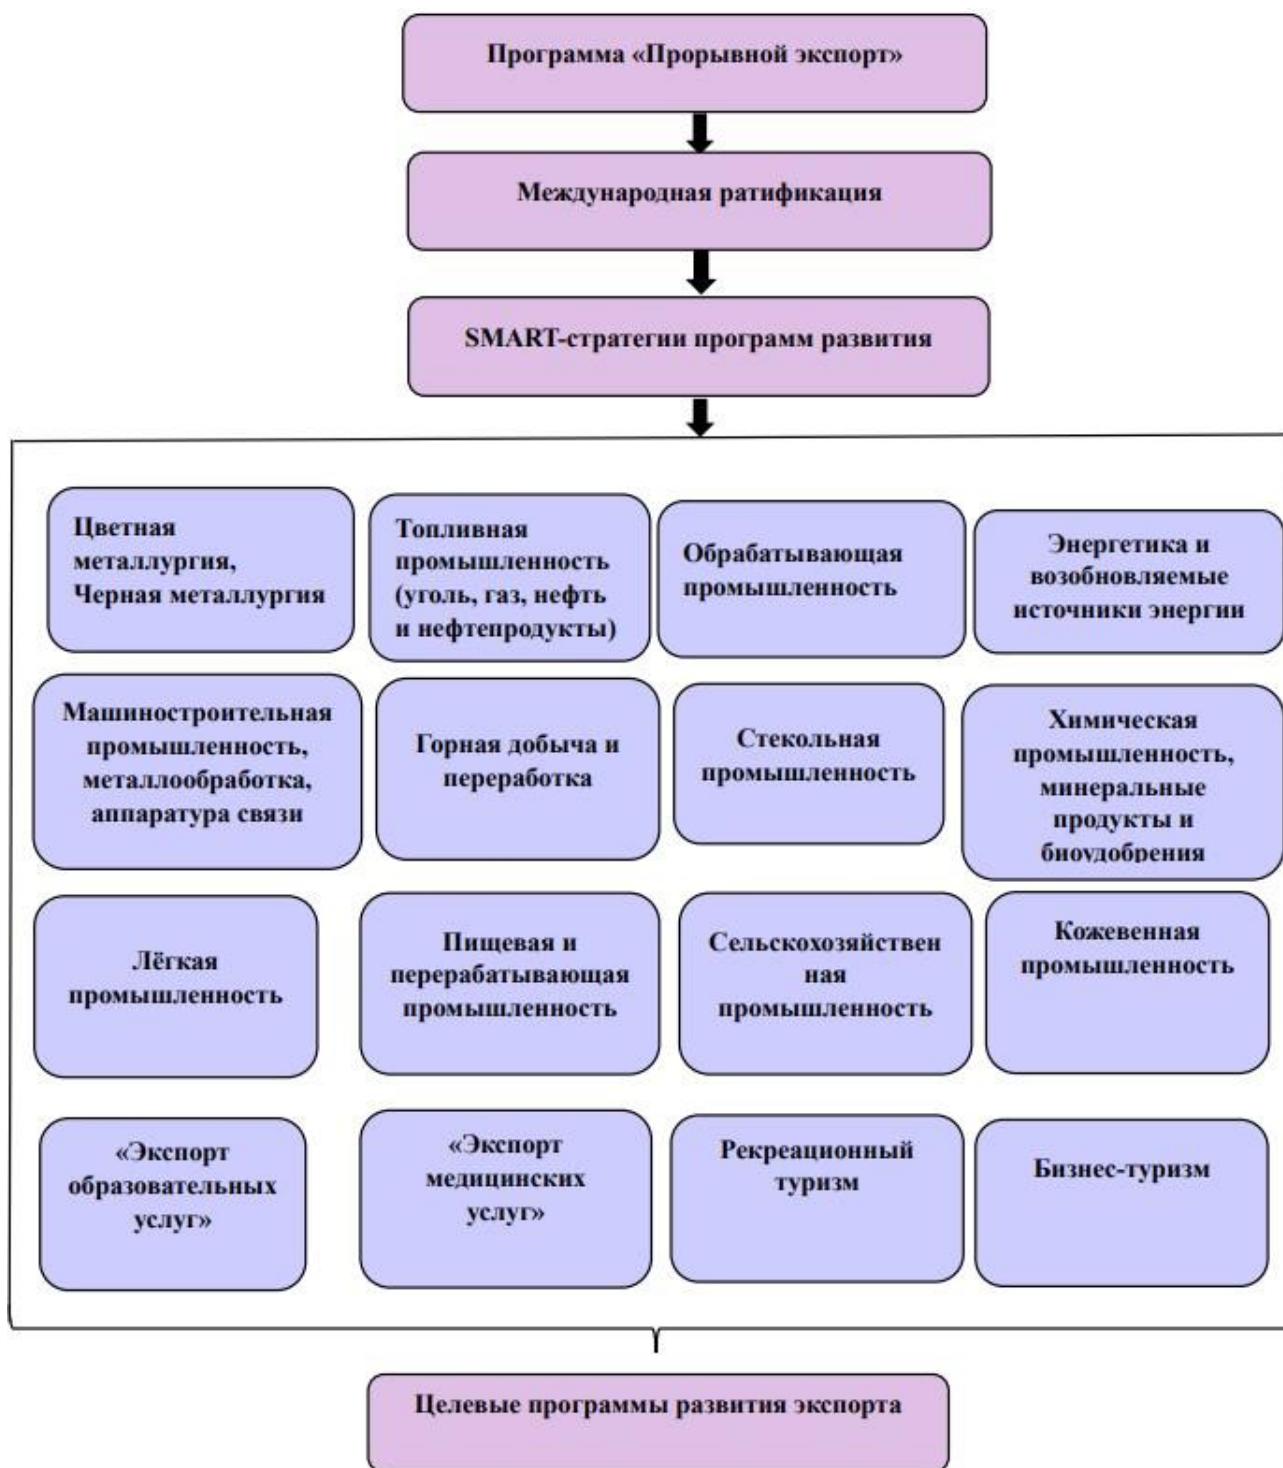 Программа «Прорывной экспорт»
Международная ратификация
SMART-стратегии программ развития
Цветная
металлургия,
Черная металлургия
Топливная
промышленность
(уголь, газ, нефть
и нефтепродукты)
Обрабатывающая
промышленность
Энергетика и
возобновляемые
источники энергии
Машиностроительная
промышленность,
металлообработка,
аппаратура связи
Горная добыча и
переработка
Стекольная
промышленность
Химическая
промышленность,
минеральные
продукты и
биоудобрения
Лёгкая
промышленность
Пищевая и
перерабатывающая
промышленность
Сельскохозяйствен
ная
промышленность
Кожевенная
промышленность
«Экспорт
образовательных
услуг»
«Экспорт
медицинских
услуг»
Рекреационный
туризм
Бизнес-туризм
Целевые программы развития экспорта